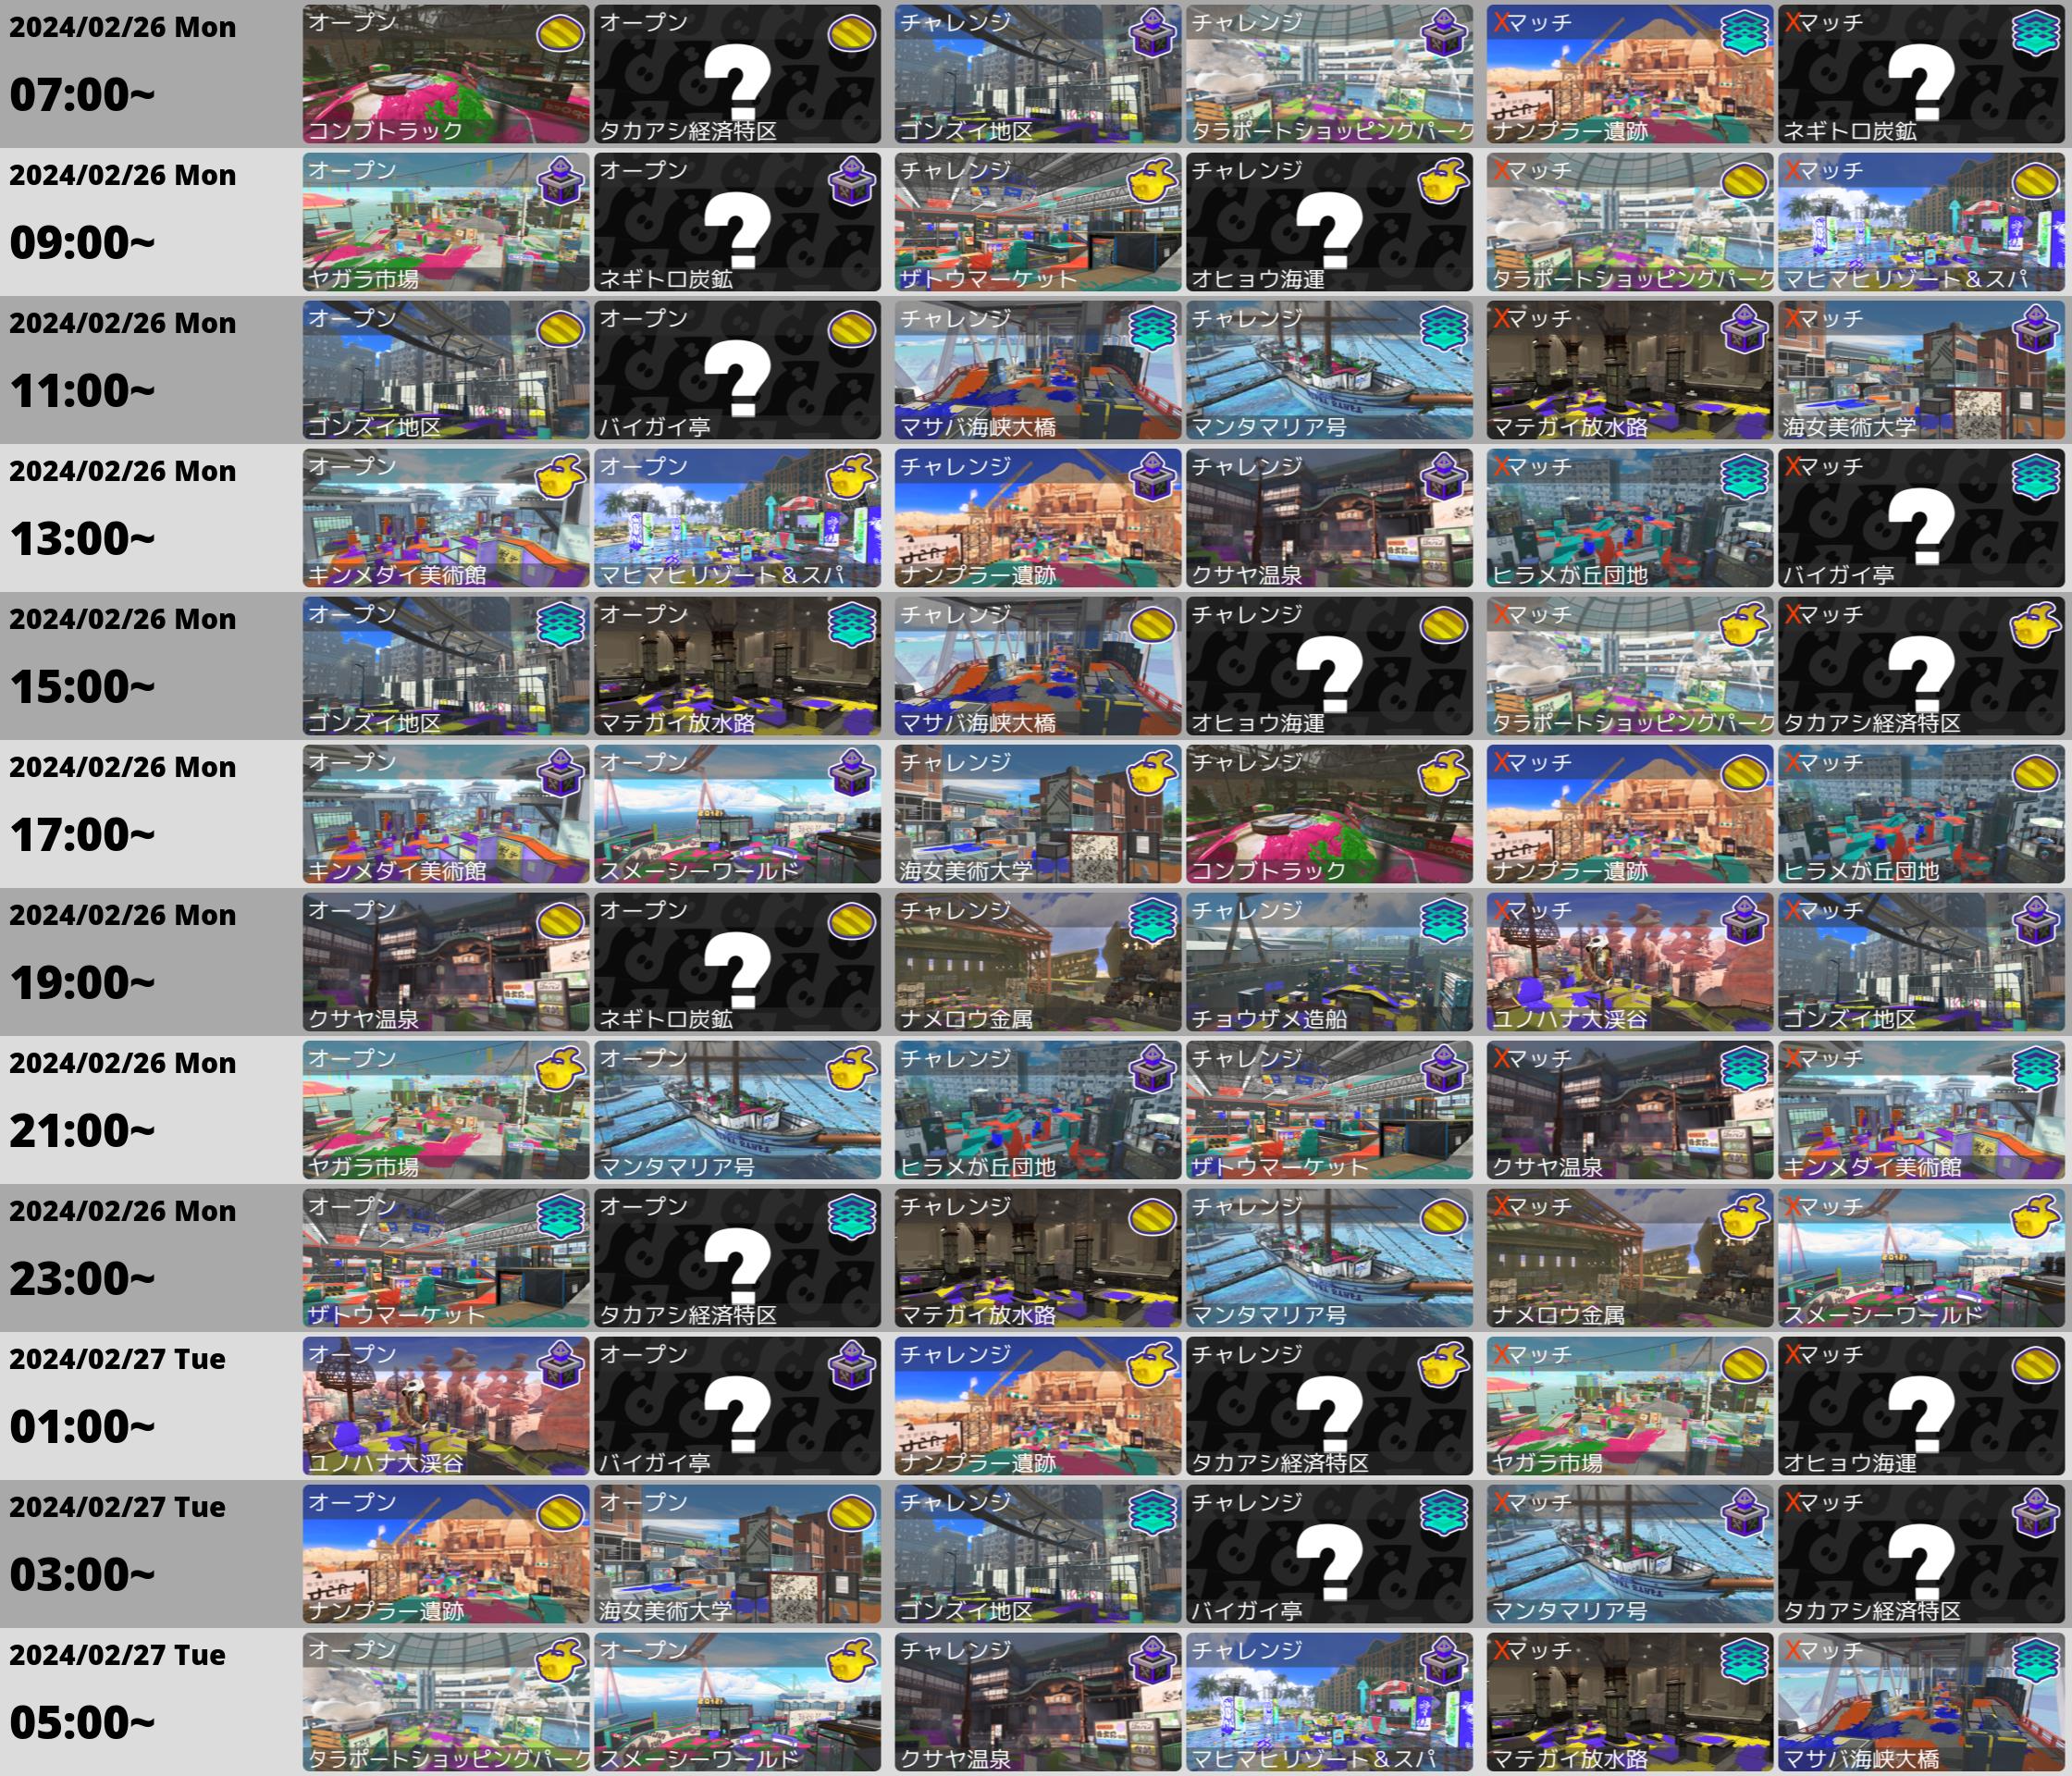 2024/02/26 Mon
07:00~
オープン
コンブトラック
オープン
タカアシ経済特区
チャレンジ
ゴンズイ地区
チャレンジ
タラポートショッピングパーク
Xマッチ
ナンプラー遺跡
Xマッチ
ネギトロ炭鉱
2024/02/26 Mon
09:00~
オープン
ヤガラ市場
オープン
ネギトロ炭鉱
チャレンジ
ザトウマーケット
チャレンジ
オヒョウ海運
Xマッチ
タラポートショッピングパーク
Xマッチ
マヒマヒリゾート＆スパ
2024/02/26 Mon
11:00~
オープン
ゴンズイ地区
オープン
バイガイ亭
チャレンジ
マサバ海峡大橋
チャレンジ
マンタマリア号
Xマッチ
マテガイ放水路
Xマッチ
海女美術大学
2024/02/26 Mon
13:00~
オープン
キンメダイ美術館
オープン
マヒマヒリゾート＆スパ
チャレンジ
ナンプラー遺跡
チャレンジ
クサヤ温泉
Xマッチ
ヒラメが丘団地
Xマッチ
バイガイ亭
2024/02/26 Mon
15:00~
オープン
ゴンズイ地区
オープン
マテガイ放水路
チャレンジ
マサバ海峡大橋
チャレンジ
オヒョウ海運
Xマッチ
タラポートショッピングパーク
Xマッチ
タカアシ経済特区
2024/02/26 Mon
17:00~
オープン
キンメダイ美術館
オープン
スメーシーワールド
チャレンジ
海女美術大学
チャレンジ
コンブトラック
Xマッチ
ナンプラー遺跡
Xマッチ
ヒラメが丘団地
2024/02/26 Mon
19:00~
オープン
クサヤ温泉
オープン
ネギトロ炭鉱
チャレンジ
ナメロウ金属
チャレンジ
チョウザメ造船
Xマッチ
ユノハナ大渓谷
Xマッチ
ゴンズイ地区
2024/02/26 Mon
21:00~
オープン
ヤガラ市場
オープン
マンタマリア号
チャレンジ
ヒラメが丘団地
チャレンジ
ザトウマーケット
Xマッチ
クサヤ温泉
Xマッチ
キンメダイ美術館
2024/02/26 Mon
23:00~
オープン
ザトウマーケット
オープン
タカアシ経済特区
チャレンジ
マテガイ放水路
チャレンジ
マンタマリア号
Xマッチ
ナメロウ金属
Xマッチ
スメーシーワールド
2024/02/27 Tue
01:00~
オープン
ユノハナ大渓谷
オープン
バイガイ亭
チャレンジ
ナンプラー遺跡
チャレンジ
タカアシ経済特区
Xマッチ
ヤガラ市場
Xマッチ
オヒョウ海運
2024/02/27 Tue
03:00~
オープン
ナンプラー遺跡
オープン
海女美術大学
チャレンジ
ゴンズイ地区
チャレンジ
バイガイ亭
Xマッチ
マンタマリア号
Xマッチ
タカアシ経済特区
2024/02/27 Tue
05:00~
オープン
タラポートショッピングパーク
オープン
スメーシーワールド
チャレンジ
クサヤ温泉
チャレンジ
マヒマヒリゾート＆スパ
Xマッチ
マテガイ放水路
Xマッチ
マサバ海峡大橋